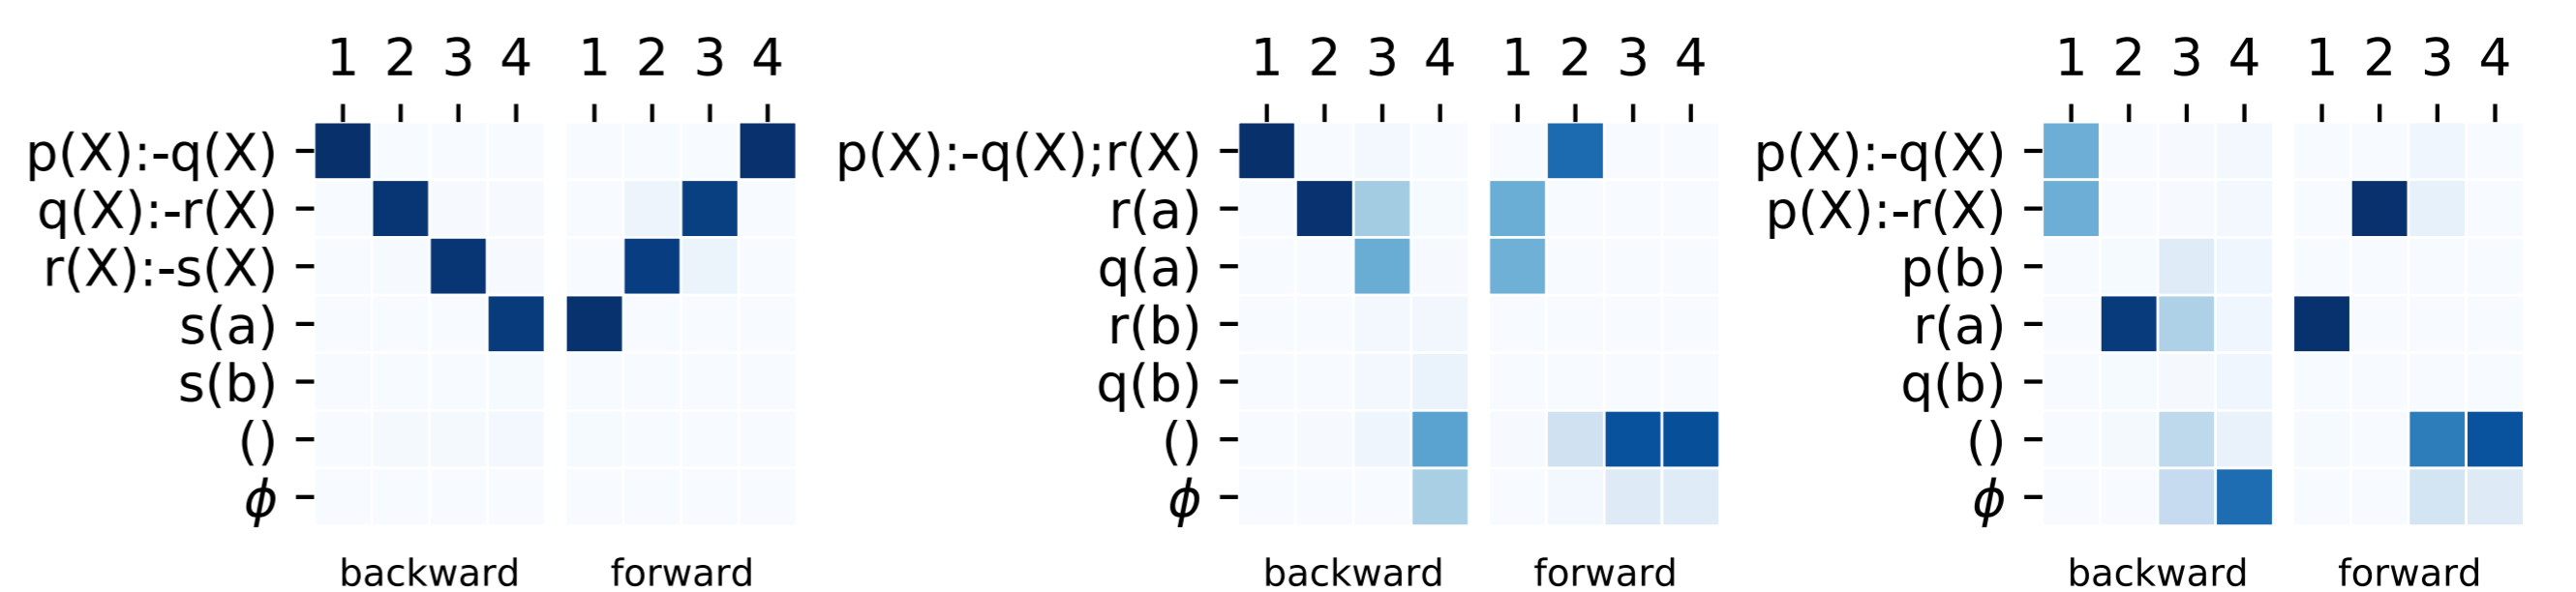 1 2 3 4 1 2 3 4
p(X):-q(X)
q(X):-r(X)
r(X):-s(X)
s(a)
s(b)
()
ϕ
backward forward
1 2 3 4 1 2 3 4
p(X):-q(X);r(X)
r(a)
q(a)
r(b)
q(b)
()
ϕ
backward forward
1 2 3 4 1 2 3 4
p(X):-q(X)
p(X):-r(X)
p(b)
r(a)
q(b)
()
ϕ
backward forward